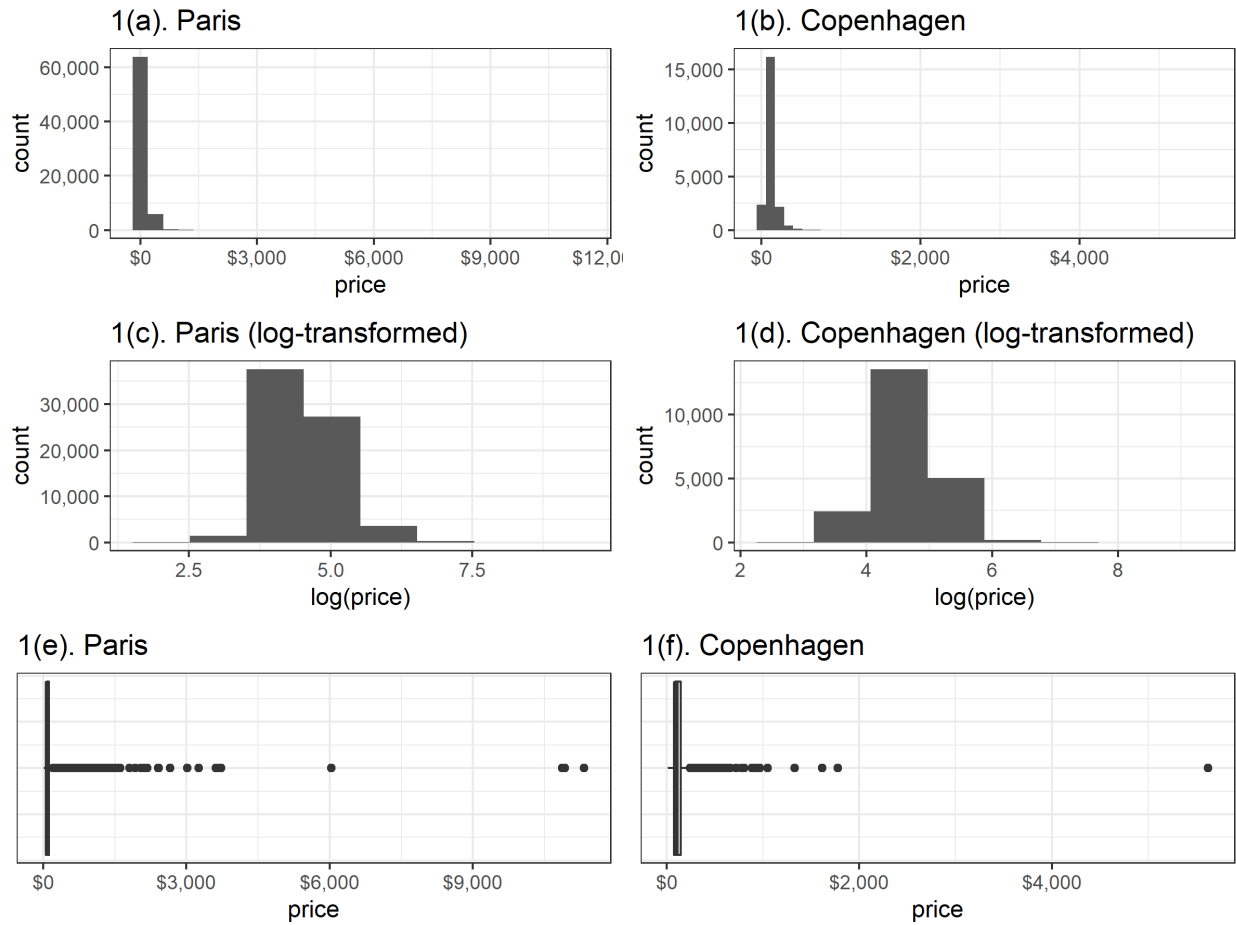 1(a). Paris
60,000
40,000
20,000
0
count
$0 $3,000 $6,000 $9,000 $12,0
price
1(b). Copenhagen
15,000
10,000
5,000
0
count
$0 $2,000 $4,000
price
1(c). Paris (log-transformed)
30,000
20,000
10,000
0
count
2.5 5.0 7.5
log(price)
1(d). Copenhagen (log-transformed)
10,000
5,000
0
count
2 4 6 8
log(price)
1(e). Paris
$0 $3,000 $6,000 $9,000
price
1(f). Copenhagen
$0 $2,000 $4,000
price